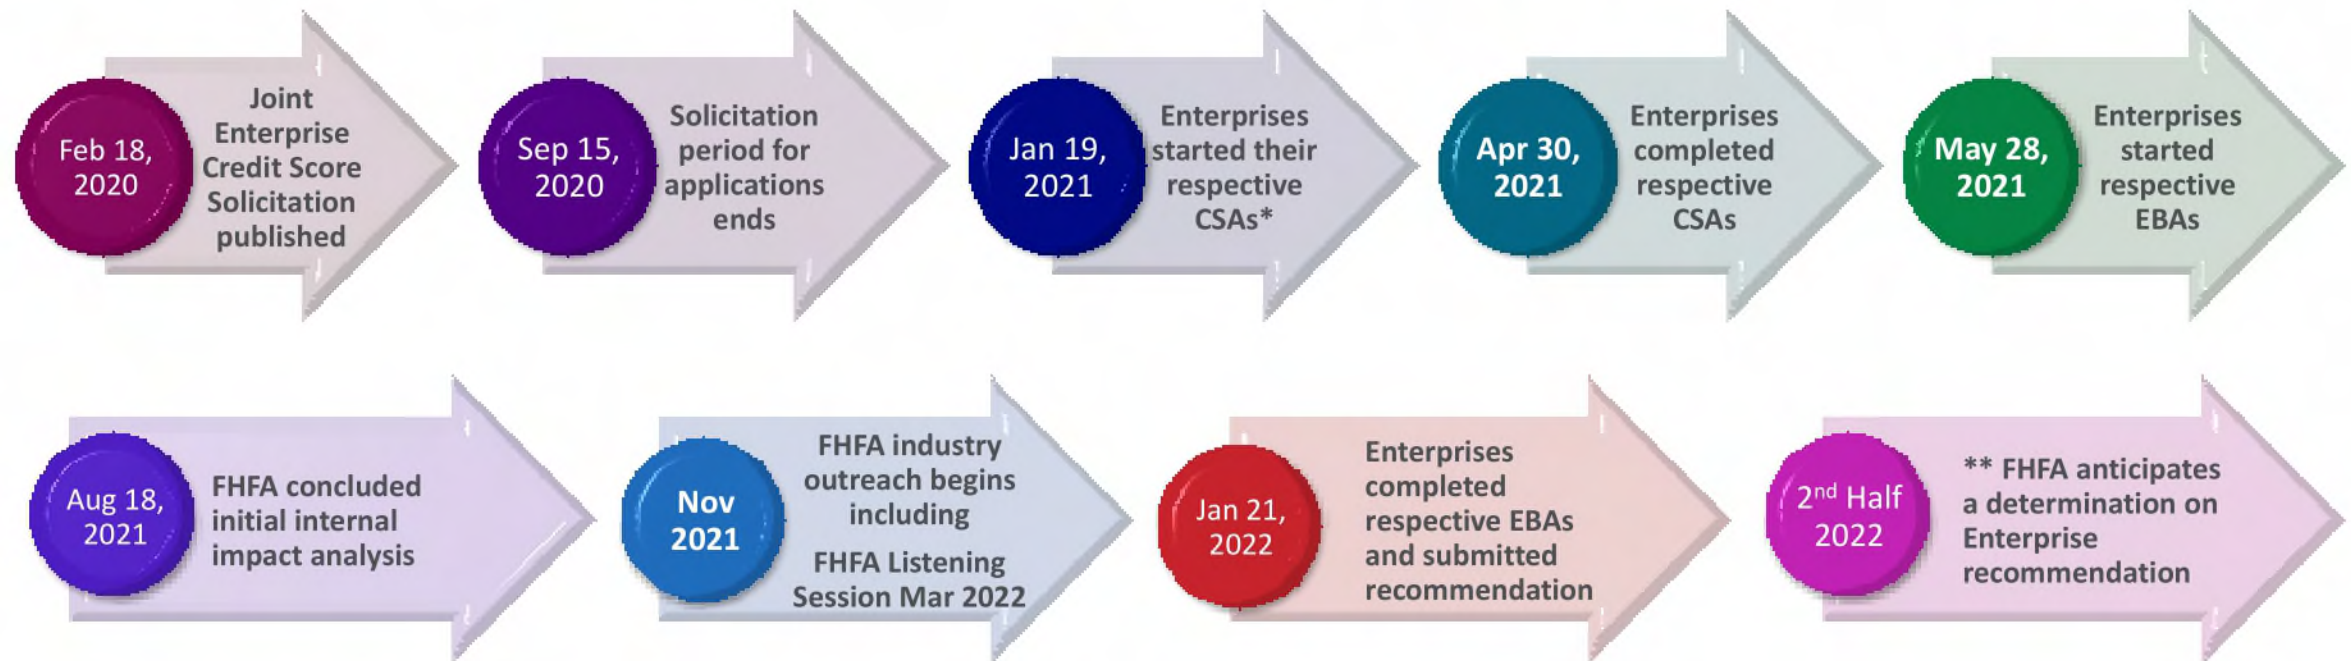 Feb 18,
2020
Joint
Enterprise
Credit Score
Solicitation
published
Sep 15,
2020
Solicitation
period for
applications
ends
Jan 19,
2021
Enterprises
started their
respective
CSAs*
Apr 30,
2021
Enterprises
completed
respective
CSAs
May 28,
2021
Enterprises
started
respective
EBAs
Aug 18,
2021
FHFA concluded
initial internal
impact analysis
Nov
2021
FHFA industry
outreach begins
including
FHFA Listening
Session Mar 2022
Jan 21,
2022
Enterprises
completed
respective EBAs
and submitted
recommendation
2nd Half
2022
** FHFA anticipates
a determination on
Enterprise
recommendation